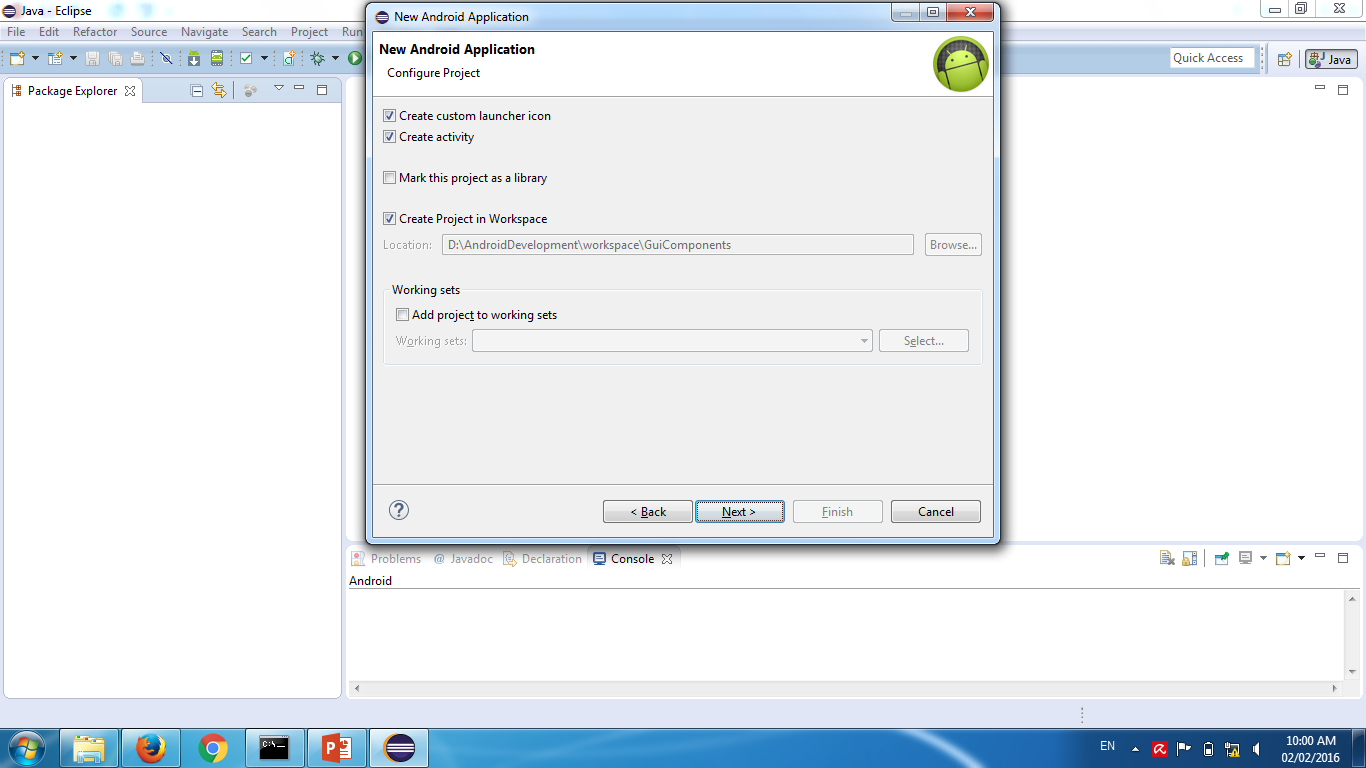 Java - Eclipse
File Edit Refactor Source Navigate Search Project Run
Quick Access
Java
Package Explorer
New Android Application
New Android Application
Configure Project
Create custom launcher icon
Create activity
Mark this project as a library
Create Project in Workspace
Location: D:\AndroidDevelopment\workspace\GuiComponents Browse...
Working sets
Add project to working sets
Working sets: Select...
? < Back Next > Finish Cancel
Problems @ Javadoc Declaration Console
Android
C:\_
EN
10:00 AM
02/02/2016